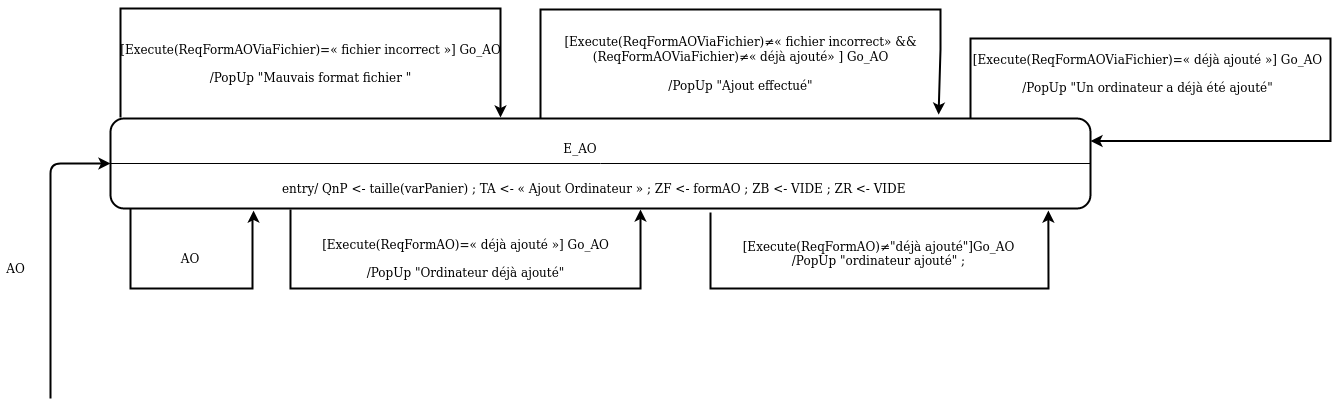 [Execute(ReqFormAOViaFichier)=« fichier incorrect »] Go_AO
/PopUp "Mauvais format fichier "
[Execute(ReqFormAOViaFichier)≠« fichier incorrect» &&
(ReqFormAOViaFichier)≠« déjà ajouté» ] Go_AO
/PopUp "Ajout effectué"
[Execute(ReqFormAOViaFichier)=« déjà ajouté »] Go_AO
/PopUp "Un ordinateur a déjà été ajouté"
E_AO
entry/ QnP <- taille(varPanier) ; TA <- « Ajout Ordinateur » ; ZF <- formAO ; ZB <- VIDE ; ZR <- VIDE
AO
AO
[Execute(ReqFormAO)=« déjà ajouté »] Go_AO
/PopUp "Ordinateur déjà ajouté"
[Execute(ReqFormAO)≠"déjà ajouté"]Go_AO
/PopUp "ordinateur ajouté" ;